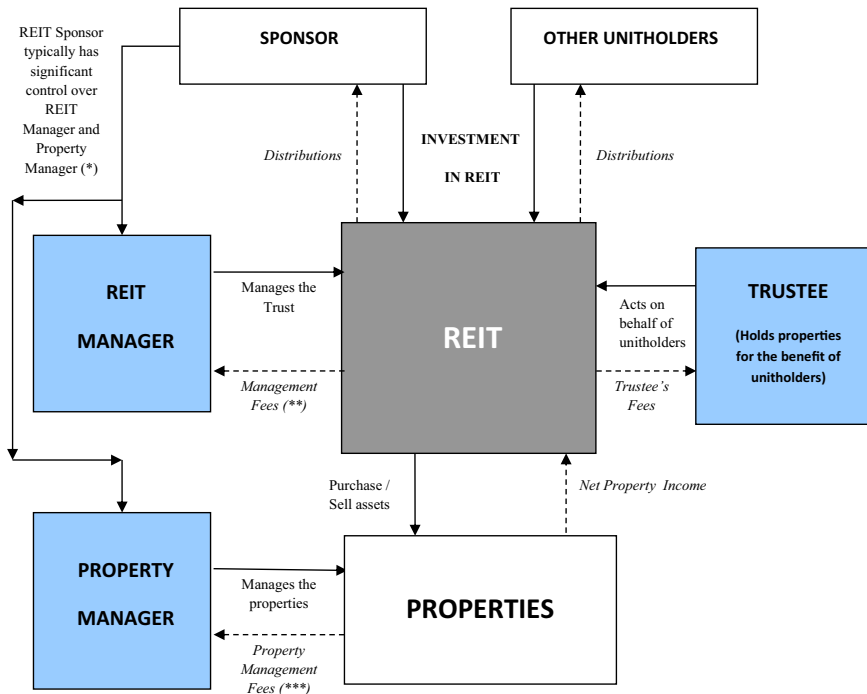 REIT Sponsor
typically has
significant
control over
REIT
Manager and
Property
Manager (*)
SPONSOR
OTHER UNITHOLDERS
Distributions
INVESTMENT
IN REIT
Distributions
REIT
MANAGER
Manages the
Trust
Management
Fees (**)
REIT
Acts on
behalf of
unitholders
Trustee's
Fees
TRUSTEE
(Holds properties
for the benefit of
unitholders)
Purchase /
Sell assets
Net Property Income
PROPERTY
MANAGER
Manages the
properties
Property
Management
Fees (***)
PROPERTIES